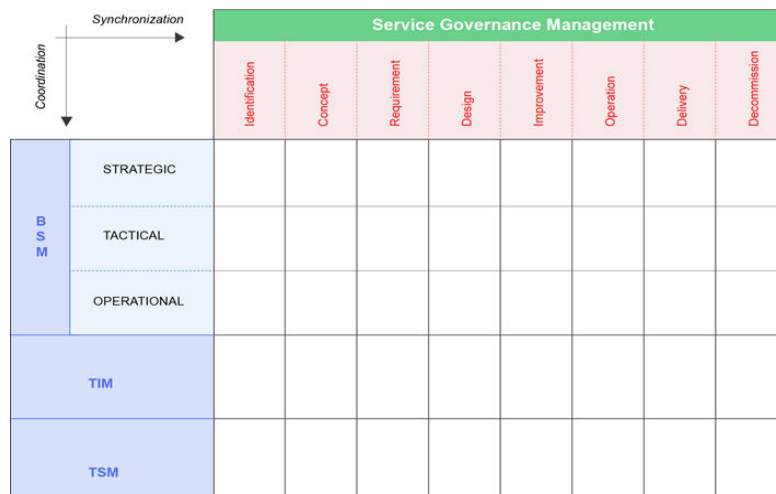 Synchronization
Service Governance Management
Coordination
Identification
Concept
Requirement
Design
Improvement
Operation
Delivery
Decommission
B
S
M
STRATEGIC
TACTICAL
OPERATIONAL
TIM
TSM